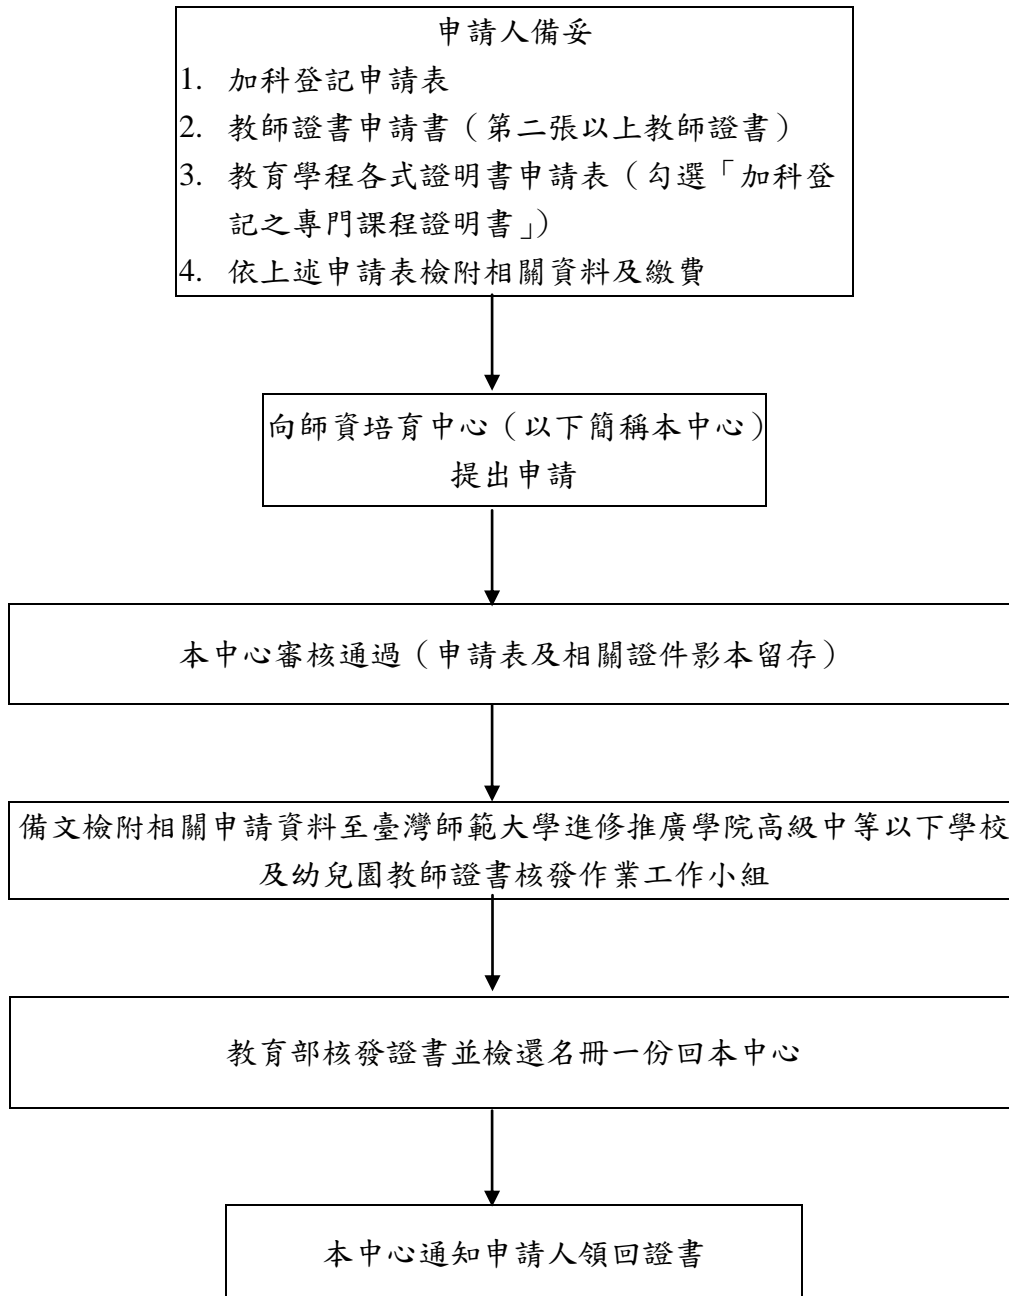 申請人備妥
1. 加科登記申請表
2. 教師證書申請書（第二張以上教師證書）
3. 教育學程各式證明書申請表（勾選「加科登
記之專門課程證明書」）
4. 依上述申請表檢附相關資料及繳費
向師資培育中心（以下簡稱本中心）
提出申請
本中心審核通過（申請表及相關證件影本留存）
備文檢附相關申請資料至臺灣師範大學進修推廣學院高級中等以下學校
及幼兒園教師證書核發作業工作小組
教育部核發證書並檢還名冊一份回本中心
本中心通知申請人領回證書